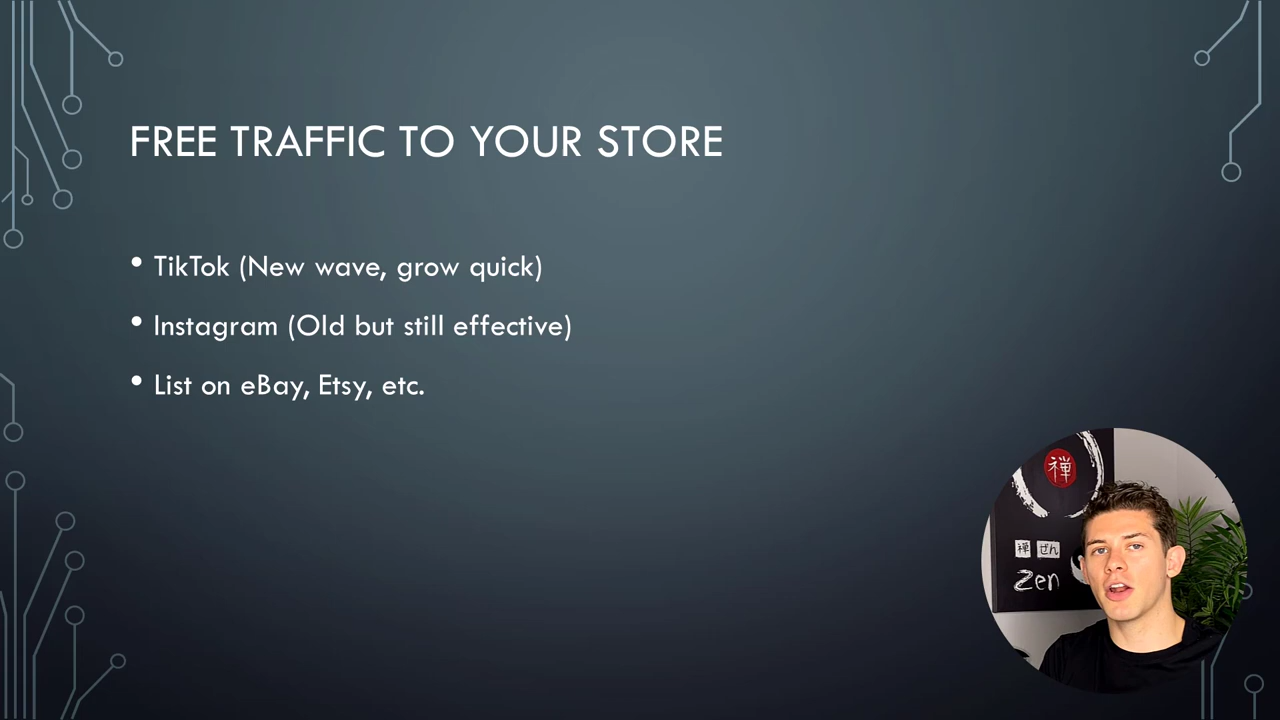 FREE TRAFFIC TO YOUR STORE
• TikTok (New wave, grow quick)
• Instagram (Old but still effective)
• List on eBay, Etsy, etc.
禅
禅 ぜん
Zen